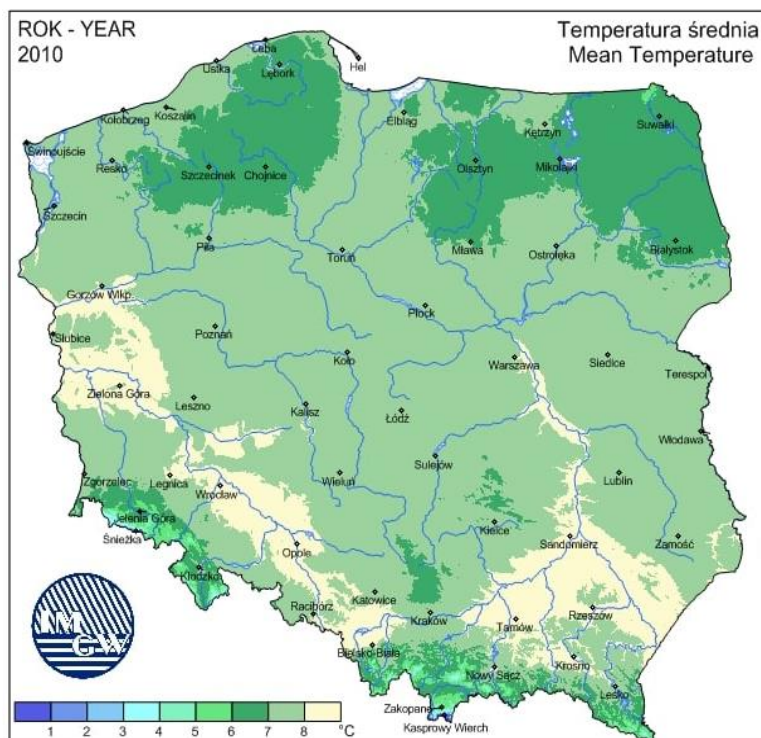 ROK - YEAR
2010
Temperatura średnia
Mean Temperature
Łeba
Hel
Ustka
Lębork
Koszalin
Kołobrzeg
Elbląg
Kętrzyn
Suwałki
Świnoujście
Resko
Szczecinek
Chojnice
Olsztyn
Mikołajki
Szczecin
Piła
Toruń
Mława
Ostrołęka
Białystok
Gorzów Wlkp.
Płock
Słubice
Poznań
Koło
Warszawa
Siedlce
Terespol
Zielona Góra
Leszno
Kalisz
Łódź
Włodawa
Sulejów
Zgorzelec
Legnica
Wrocław
Wieluń
Lublin
Jelenia Góra
Śnieżka
Opole
Kielce
Sandomierz
Zamość
Kłodzko
Racibórz
Katowice
Kraków
Tarnów
Rzeszów
IM
GW
Bielsko-Biała
Nowy Sącz
Krosno
Lesko
Zakopane
Kasprowy Wierch
1 2 3 4 5 6 7 8 °C